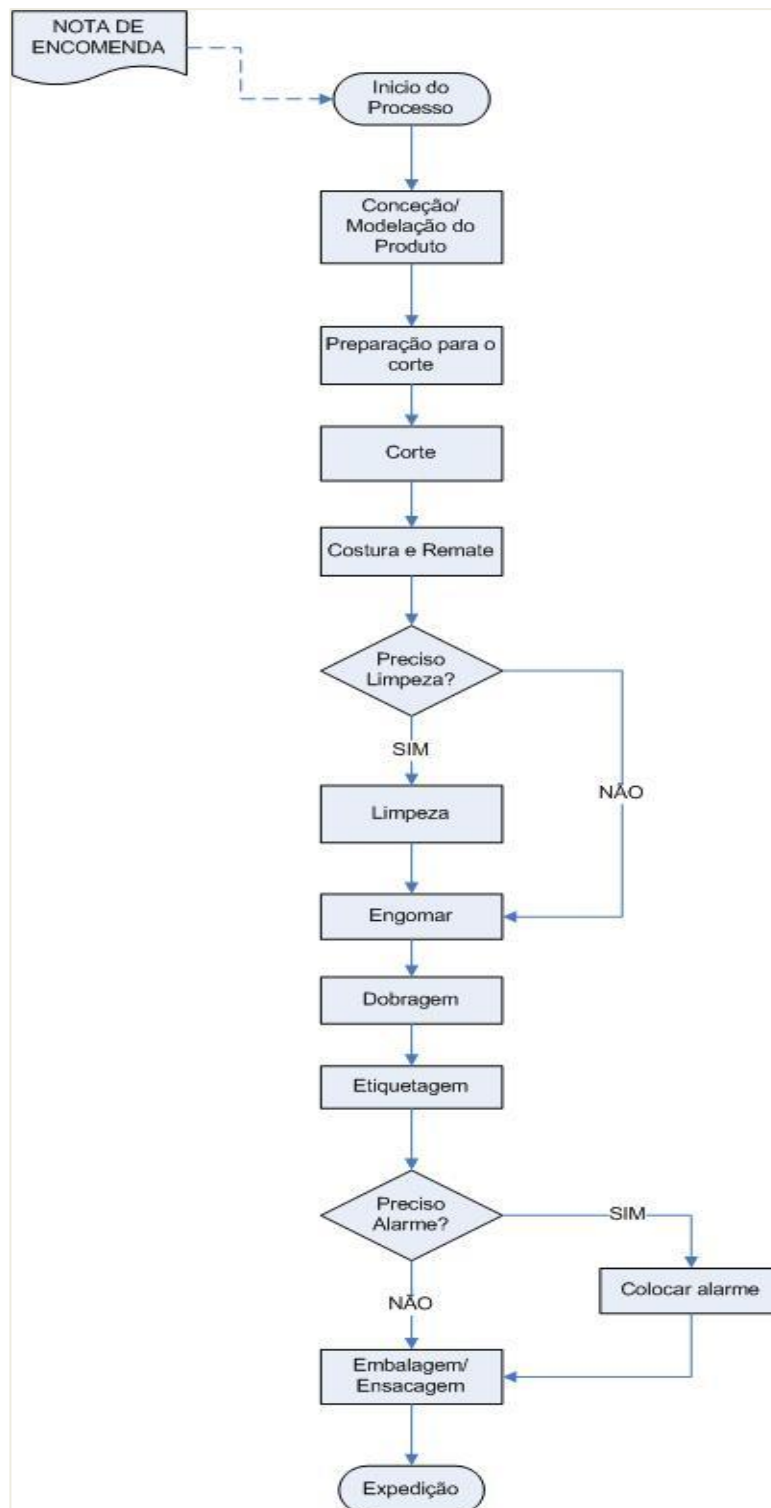 NOTA DE
ENCOMENDA
Inicio do
Processo
Conceção/
Modelação do
Produto
Preparação para o
corte
Corte
Costura e Remate
Preciso
Limpeza?
SIM
NÃO
Limpeza
Engomar
Dobragem
Etiquetagem
Preciso
Alarme?
SIM
Colocar alarme
NÃO
Embalagem/
Ensacagem
Expedição